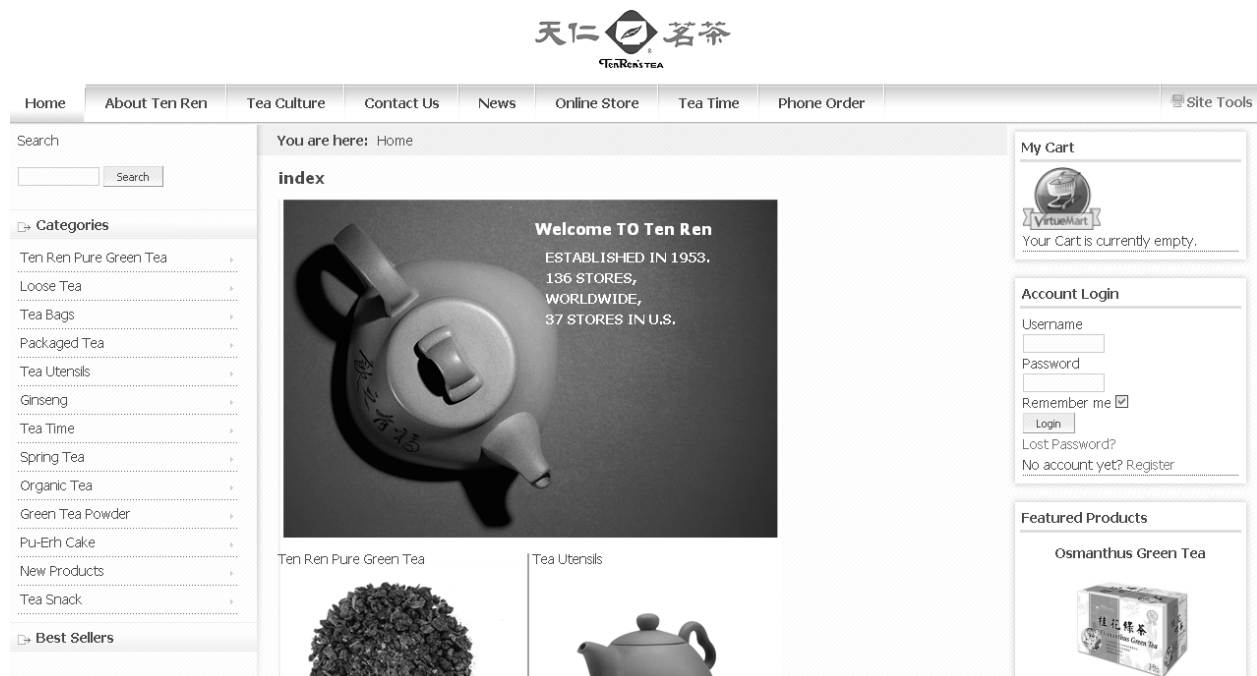 天仁 茗茶
TenRen's TEA
Home
About Ten Ren
Tea Culture
Contact Us
News
Online Store
Tea Time
Phone Order
Site Tools
Search
Search
Categories
Ten Ren Pure Green Tea
Loose Tea
Tea Bags
Packaged Tea
Tea Utensils
Ginseng
Tea Time
Spring Tea
Organic Tea
Green Tea Powder
Pu-Erh Cake
New Products
Tea Snack
Best Sellers
You are here: Home
index
Welcome TO Ten Ren
ESTABLISHED IN 1953.
136 STORES,
WORLDWIDE,
37 STORES IN U.S.
Ten Ren Pure Green Tea
Tea Utensils
My Cart
VirtueMart
Your Cart is currently empty.
Account Login
Username
Password
Remember me
Login
Lost Password?
No account yet? Register
Featured Products
Osmanthus Green Tea
桂花綠茶
Osmanthus Green Tea